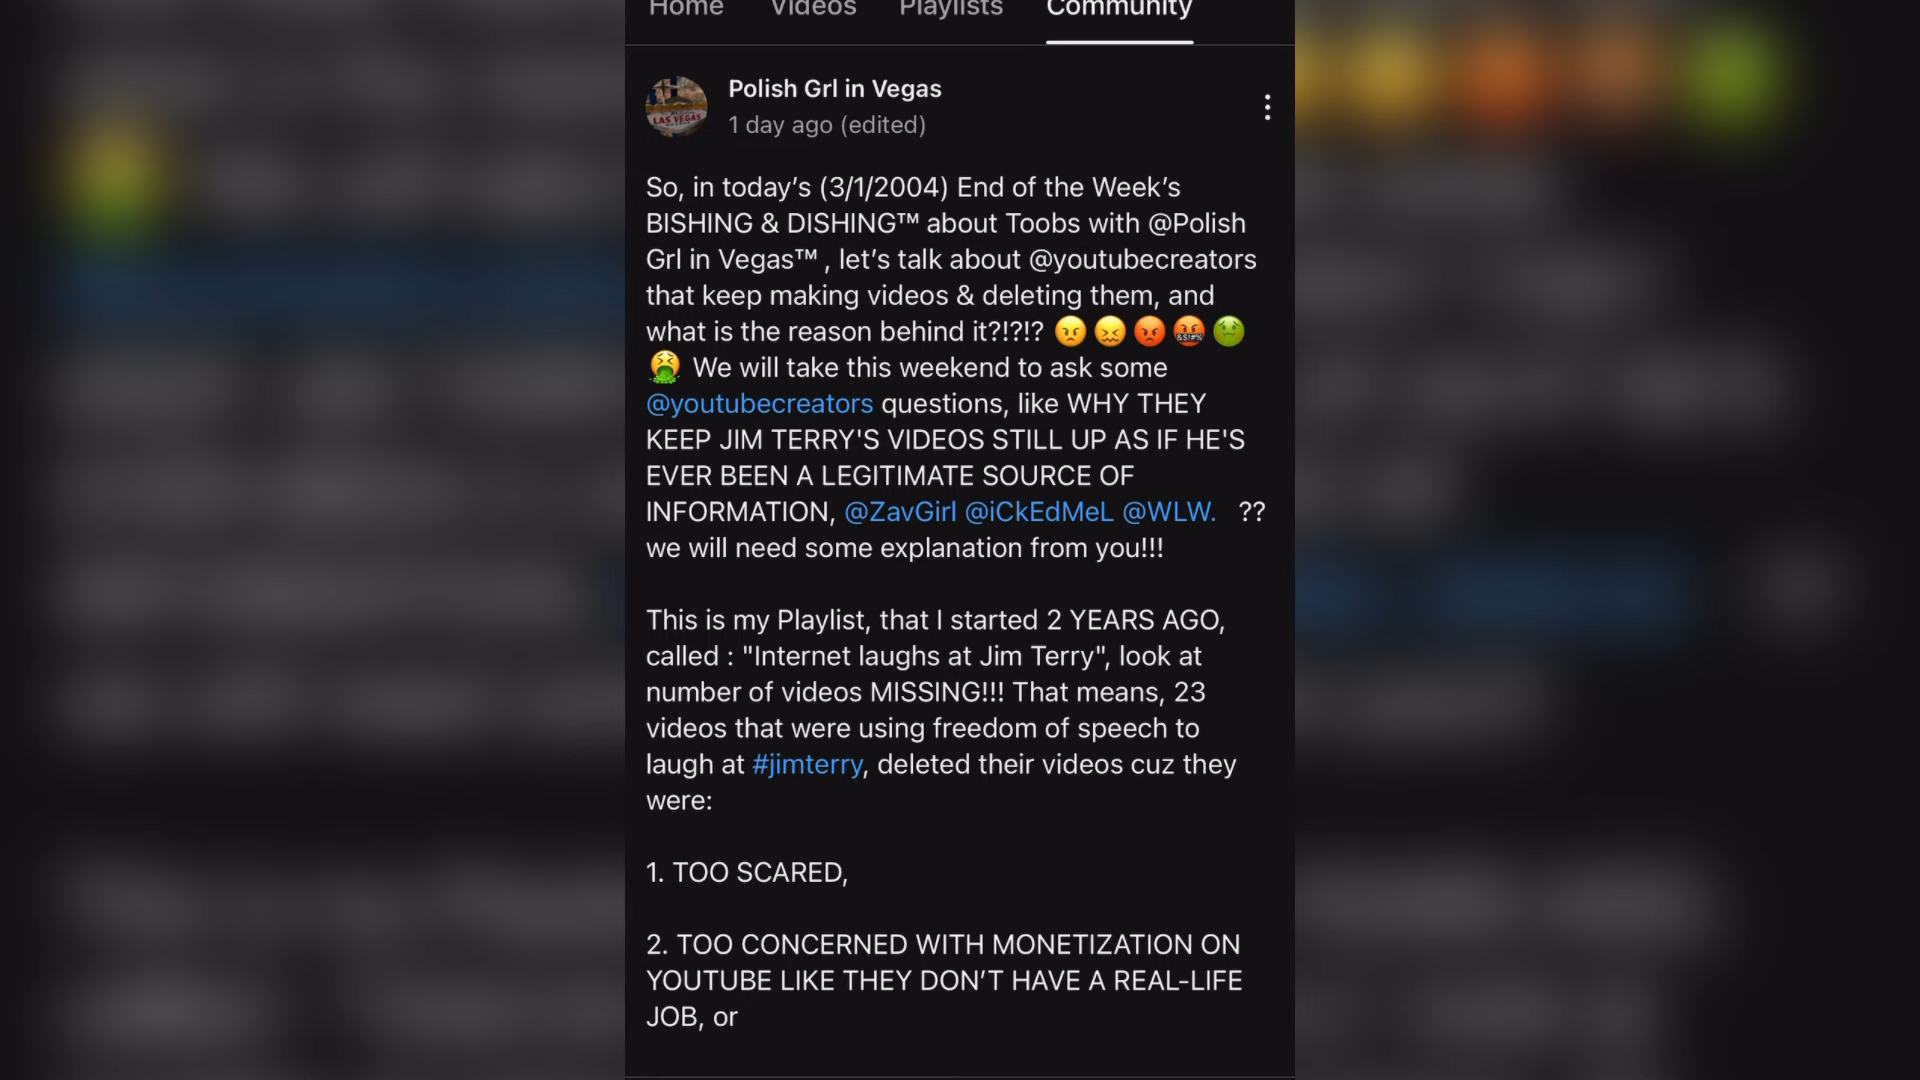 Home Videos Playlists Community
Polish Grl in Vegas
1 day ago (edited)
LAS VEGAS
So, in today’s (3/1/2004) End of the Week’s
BISHING & DISHING™ about Toobs with @Polish
Grl in Vegas™ , let’s talk about @youtubecreators
that keep making videos & deleting them, and
what is the reason behind it?!?!? 😠😖😡🤬🤢
🤮 We will take this weekend to ask some
@youtubecreators questions, like WHY THEY
KEEP JIM TERRY'S VIDEOS STILL UP AS IF HE'S
EVER BEEN A LEGITIMATE SOURCE OF
INFORMATION, @ZavGirl @iCkEdMeL @WLW. ??
we will need some explanation from you!!!
This is my Playlist, that I started 2 YEARS AGO,
called : "Internet laughs at Jim Terry", look at
number of videos MISSING!!! That means, 23
videos that were using freedom of speech to
laugh at #jimterry, deleted their videos cuz they
were:
1. TOO SCARED,
2. TOO CONCERNED WITH MONETIZATION ON
YOUTUBE LIKE THEY DON’T HAVE A REAL-LIFE
JOB, or